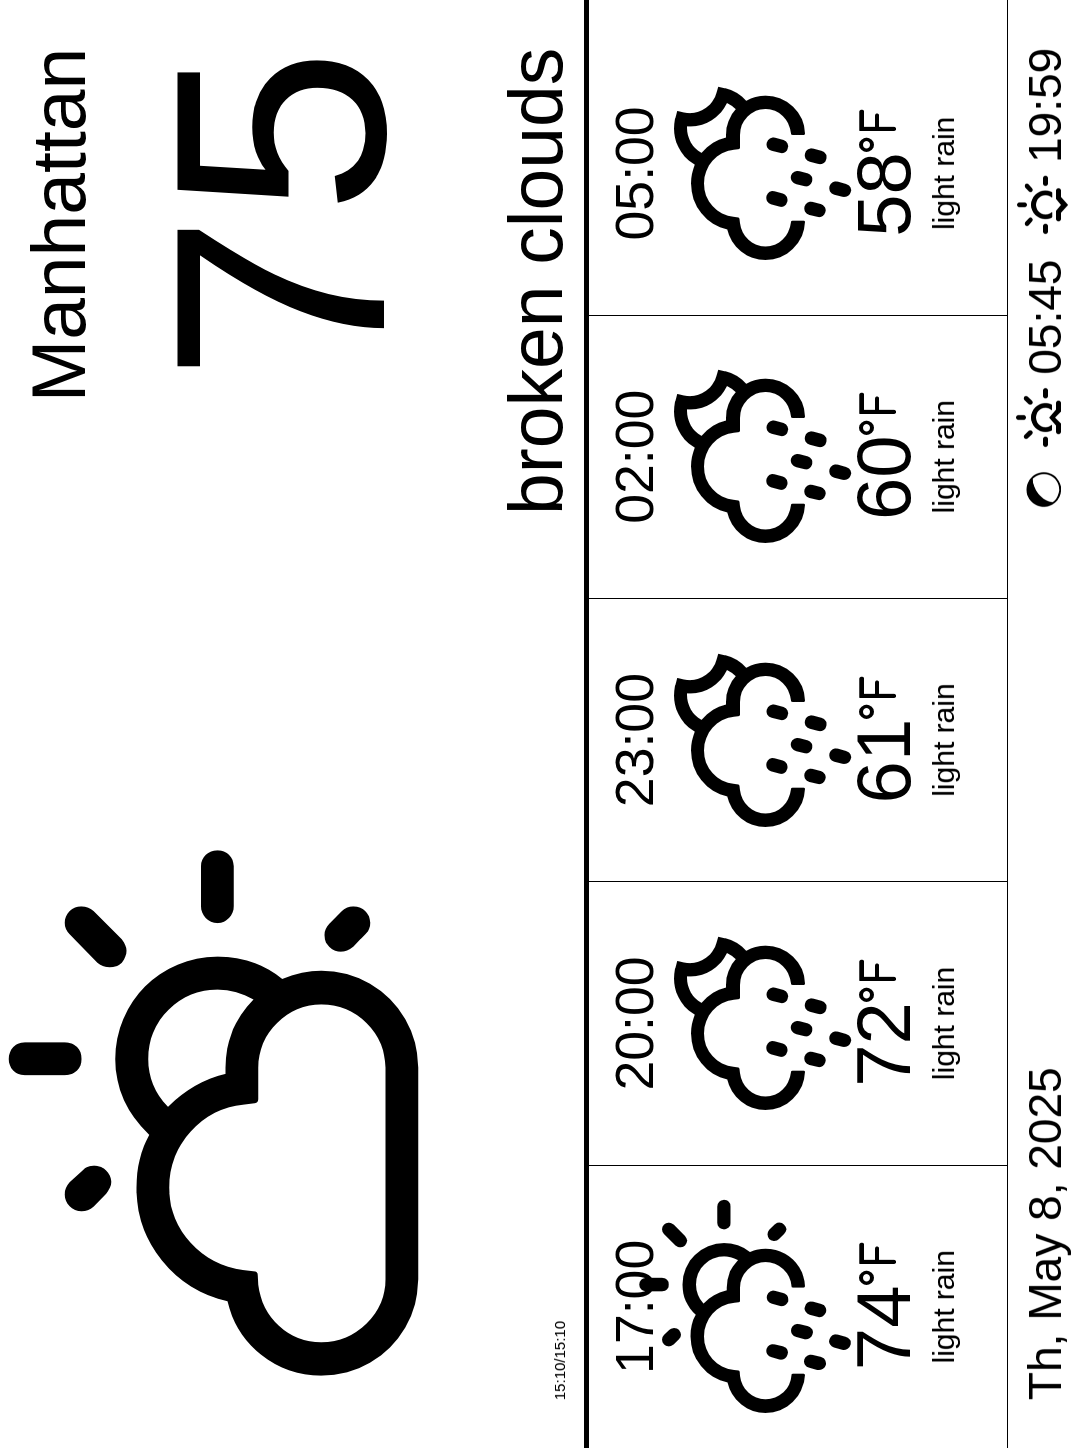 Manhattan
75
broken clouds
15:10/15:10
17:00
74°F
light rain
20:00
72°F
light rain
23:00
61°F
light rain
02:00
60°F
light rain
05:00
58°F
light rain
Th, May 8, 2025
05:45
19:59